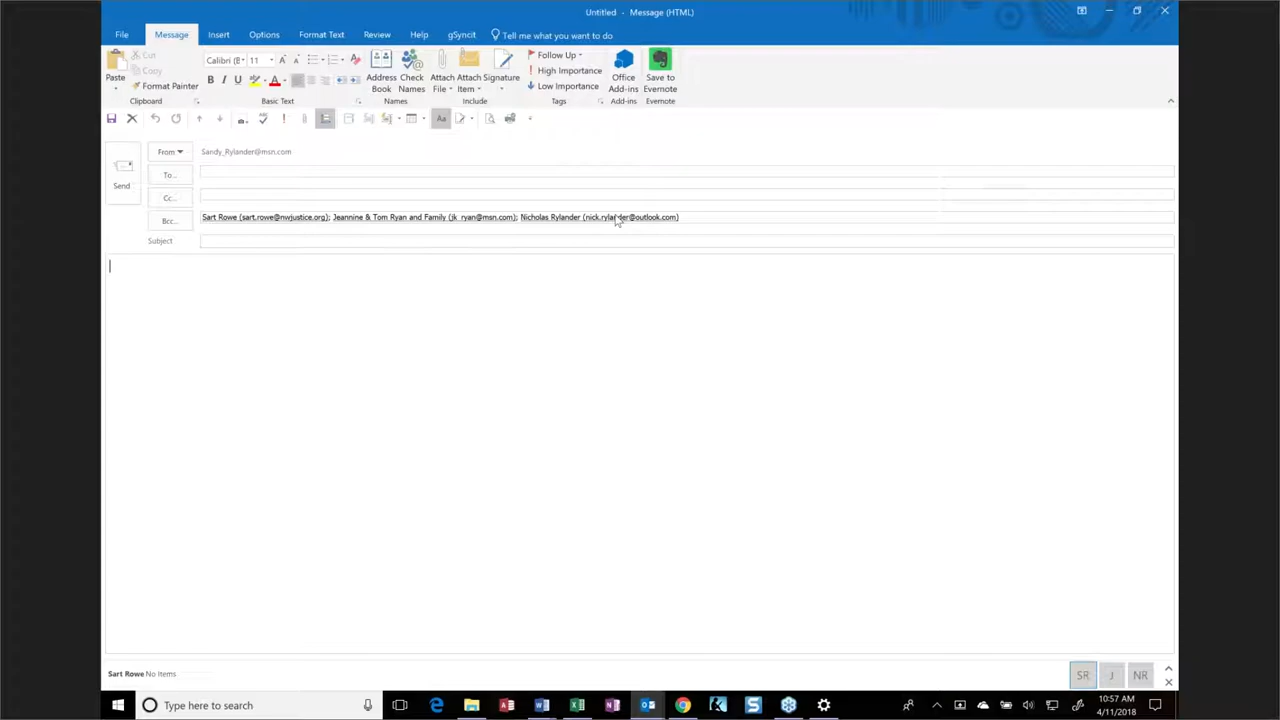 Untitled - Message (HTML)
File Message Insert Options Format Text Review Help gSyncit Tell me what you want to do
Cut
Copy
Paste Format Painter
Calibri (B 11
B I U
Address Book Check Names Attach File Attach Item Signature
Follow Up
High Importance
Low Importance
Office Add-ins Save to Evernote
Clipboard Basic Text Names Include Tags Add-ins Evernote
From Sandy_Rylander@msn.com
To...
Send
Cc...
Bcc... Sart Rowe (sart.rowe@nwjustice.org); Jeannine & Tom Ryan and Family (jk_ryan@msn.com); Nicholas Rylander (nick.rylander@outlook.com)
Subject
Sart Rowe No Items SR J NR
Type here to search 10:57 AM
4/11/2018